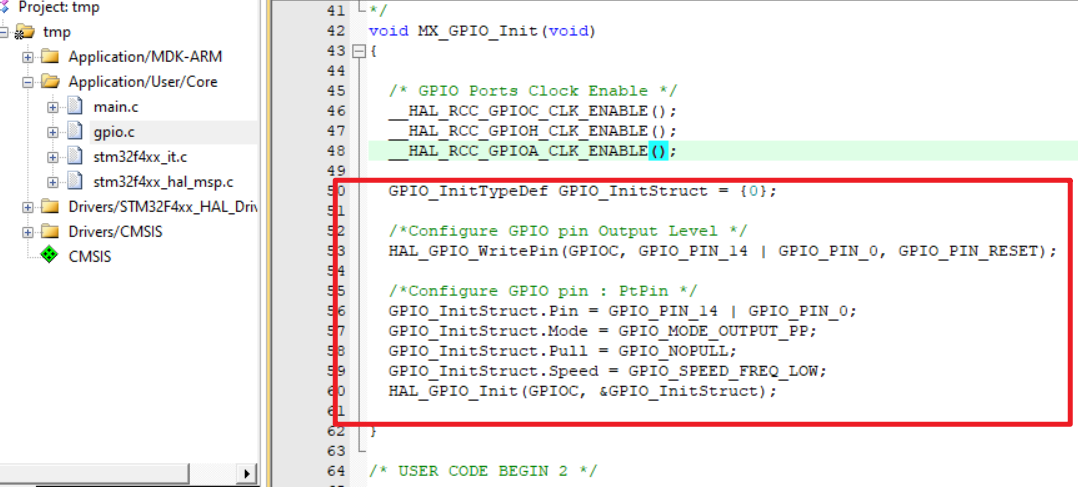 Project: tmp
tmp
Application/MDK-ARM
Application/User/Core
main.c
gpio.c
stm32f4xx_it.c
stm32f4xx_hal_msp.c
Drivers/STM32F4xx_HAL_Driv
Drivers/CMSIS
CMSIS
41 */
42 void MX_GPIO_Init(void)
43 {
44
45 /* GPIO Ports Clock Enable */
46 __HAL_RCC_GPIOC_CLK_ENABLE();
47 __HAL_RCC_GPIOH_CLK_ENABLE();
48 __HAL_RCC_GPIOA_CLK_ENABLE();
49
50 GPIO_InitTypeDef GPIO_InitStruct = {0};
51
52 /*Configure GPIO pin Output Level */
53 HAL_GPIO_WritePin(GPIOC, GPIO_PIN_14 | GPIO_PIN_0, GPIO_PIN_RESET);
54
55 /*Configure GPIO pin : PtPin */
56 GPIO_InitStruct.Pin = GPIO_PIN_14 | GPIO_PIN_0;
57 GPIO_InitStruct.Mode = GPIO_MODE_OUTPUT_PP;
58 GPIO_InitStruct.Pull = GPIO_NOPULL;
59 GPIO_InitStruct.Speed = GPIO_SPEED_FREQ_LOW;
60 HAL_GPIO_Init(GPIOC, &GPIO_InitStruct);
61
62 }
63
64 /* USER CODE BEGIN 2 */